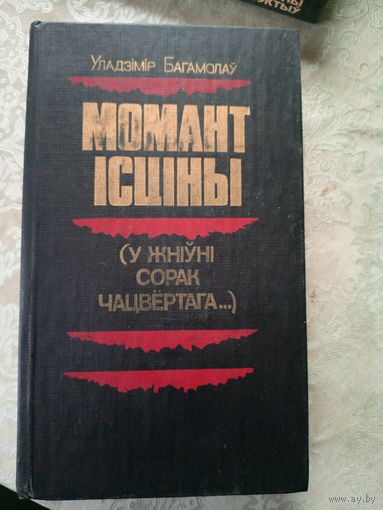 Уладзімір Багамолаў
МОМАНТ
ІСЦІНЫ
(У ЖНІЎНІ
СОРАК
ЧАЦВЁРТАГА...)
www.ay.by